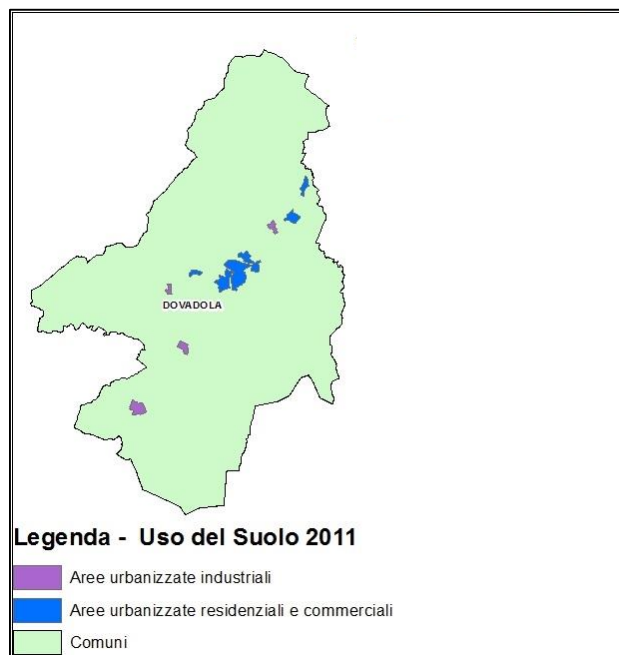 DOVADOLA
Legenda - Uso del Suolo 2011
Aree urbanizzate industriali
Aree urbanizzate residenziali e commerciali
Comuni